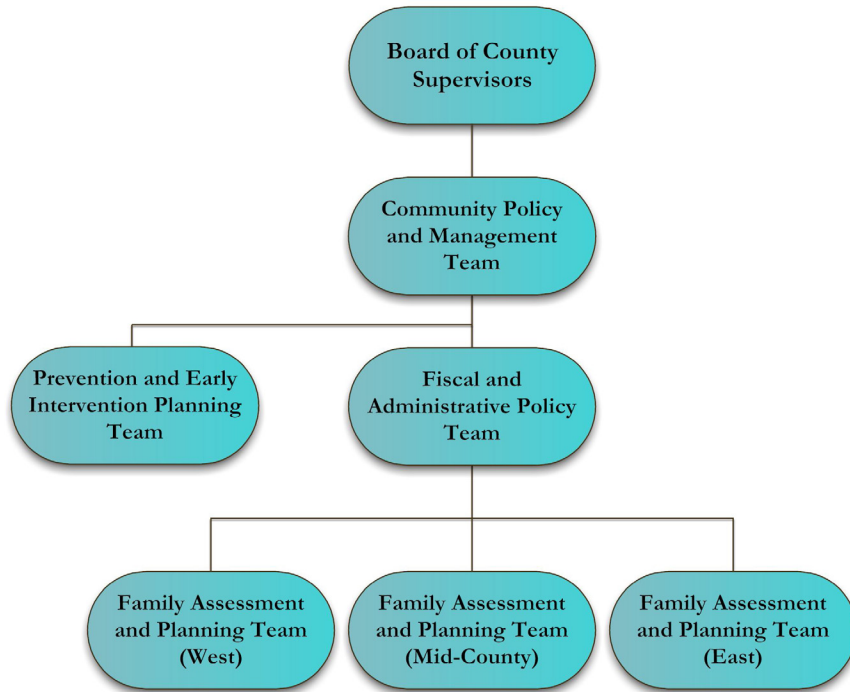 Board of County
Supervisors
Community Policy
and Management
Team
Prevention and Early
Intervention Planning
Team
Fiscal and
Administrative Policy
Team
Family Assessment
and Planning Team
(West)
Family Assessment
and Planning Team
(Mid-County)
Family Assessment
and Planning Team
(East)